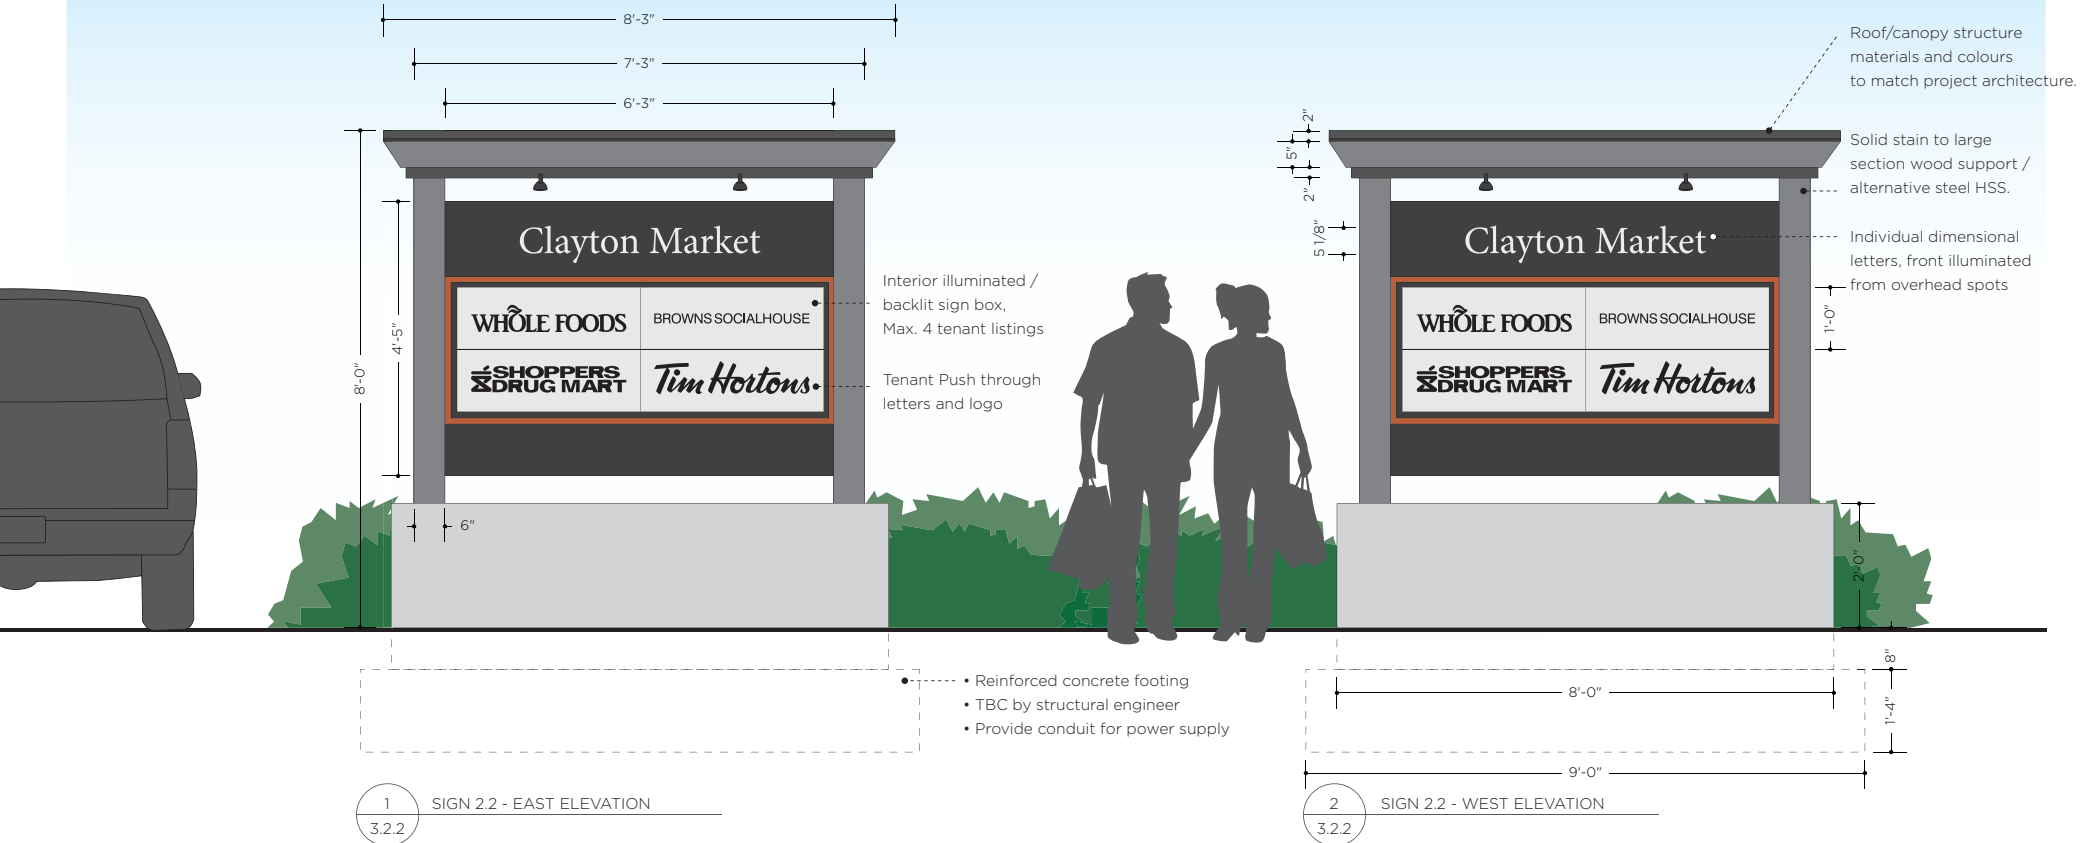 8'-3"
7'-3"
6'-3"
8'-0"
4'-5"
6"
Clayton Market
WHOLE FOODS
BROWNS SOCIALHOUSE
SHOPPERS
DRUG MART
Tim Hortons
Interior illuminated /
backlit sign box,
Max. 4 tenant listings
Tenant Push through
letters and logo
• Reinforced concrete footing
• TBC by structural engineer
• Provide conduit for power supply
1
3.2.2
SIGN 2.2 - EAST ELEVATION
2"
5"
2"
5 1/8"
Clayton Market
WHOLE FOODS
BROWNS SOCIALHOUSE
SHOPPERS
DRUG MART
Tim Hortons
Roof/canopy structure
materials and colours
to match project architecture.
Solid stain to large
section wood support /
alternative steel HSS.
Individual dimensional
letters, front illuminated
from overhead spots
1'-0"
2'-0"
8"
1'-4"
8'-0"
9'-0"
2
3.2.2
SIGN 2.2 - WEST ELEVATION